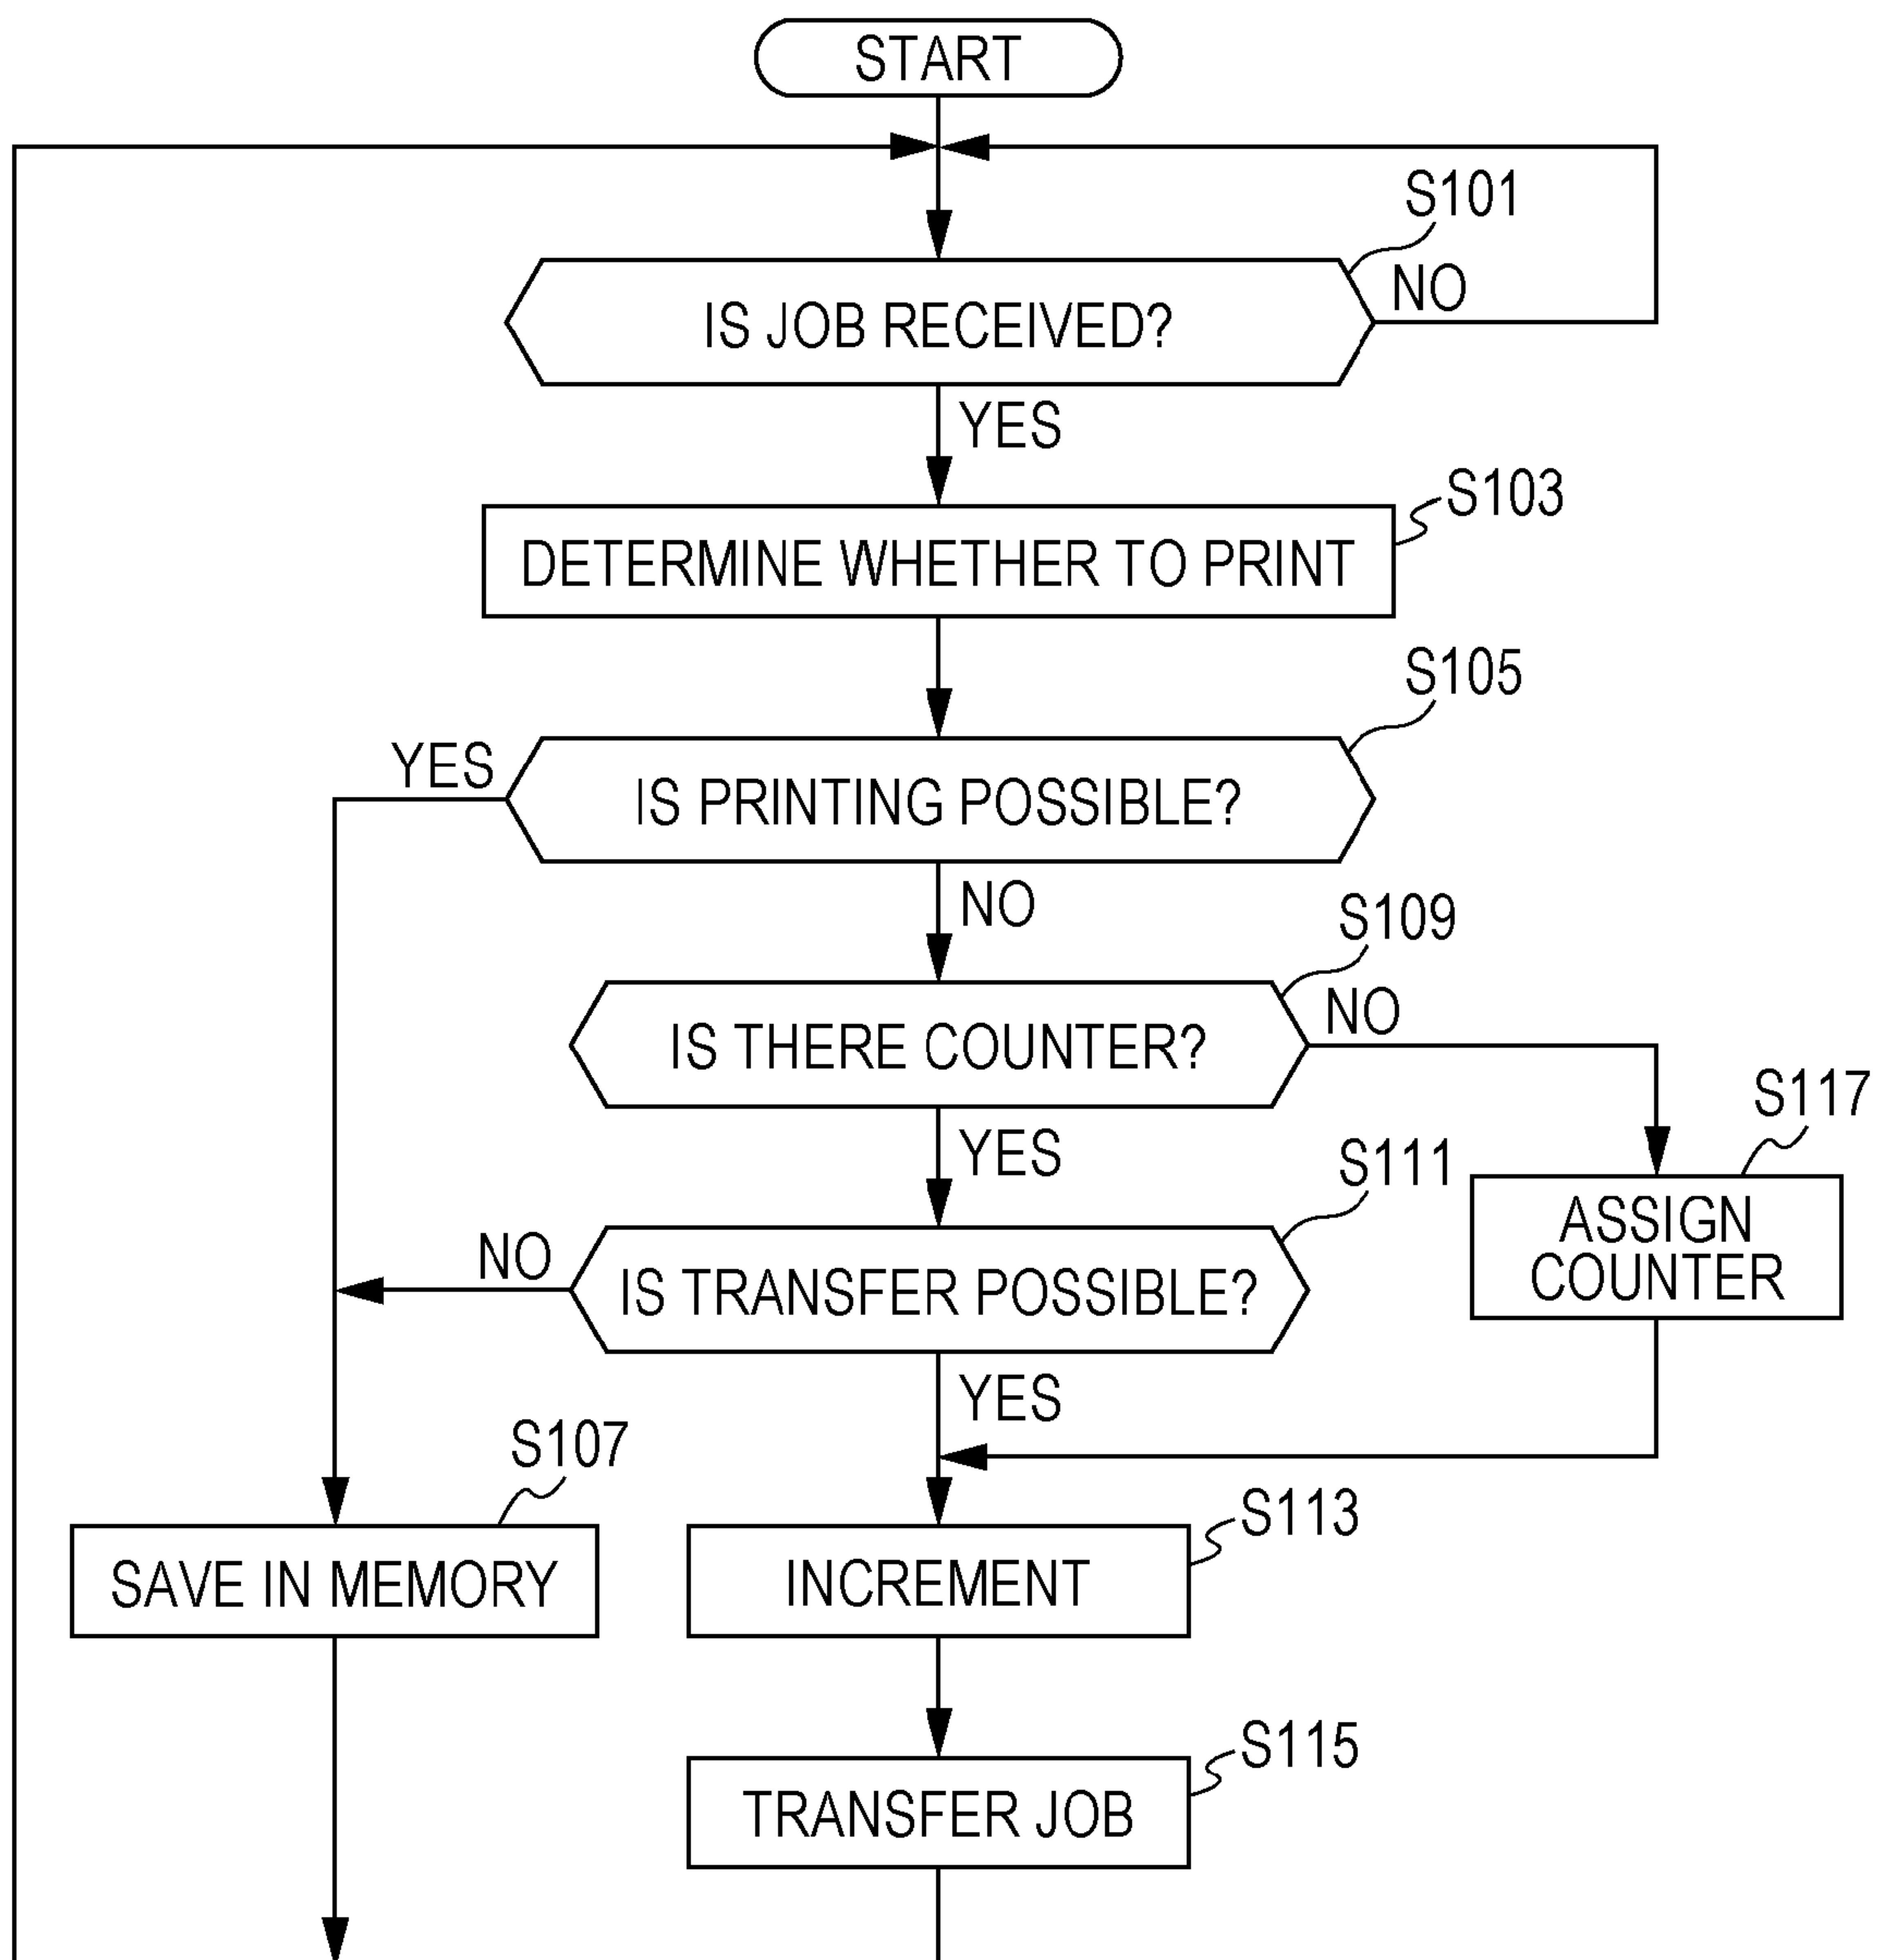 START
S101
NO
IS JOB RECEIVED?
YES
S103
DETERMINE WHETHER TO PRINT
S105
YES
IS PRINTING POSSIBLE?
NO
S109
NO
IS THERE COUNTER?
S117
YES
S111
ASSIGN
COUNTER
NO
IS TRANSFER POSSIBLE?
YES
S107
S113
SAVE IN MEMORY
INCREMENT
S115
TRANSFER JOB